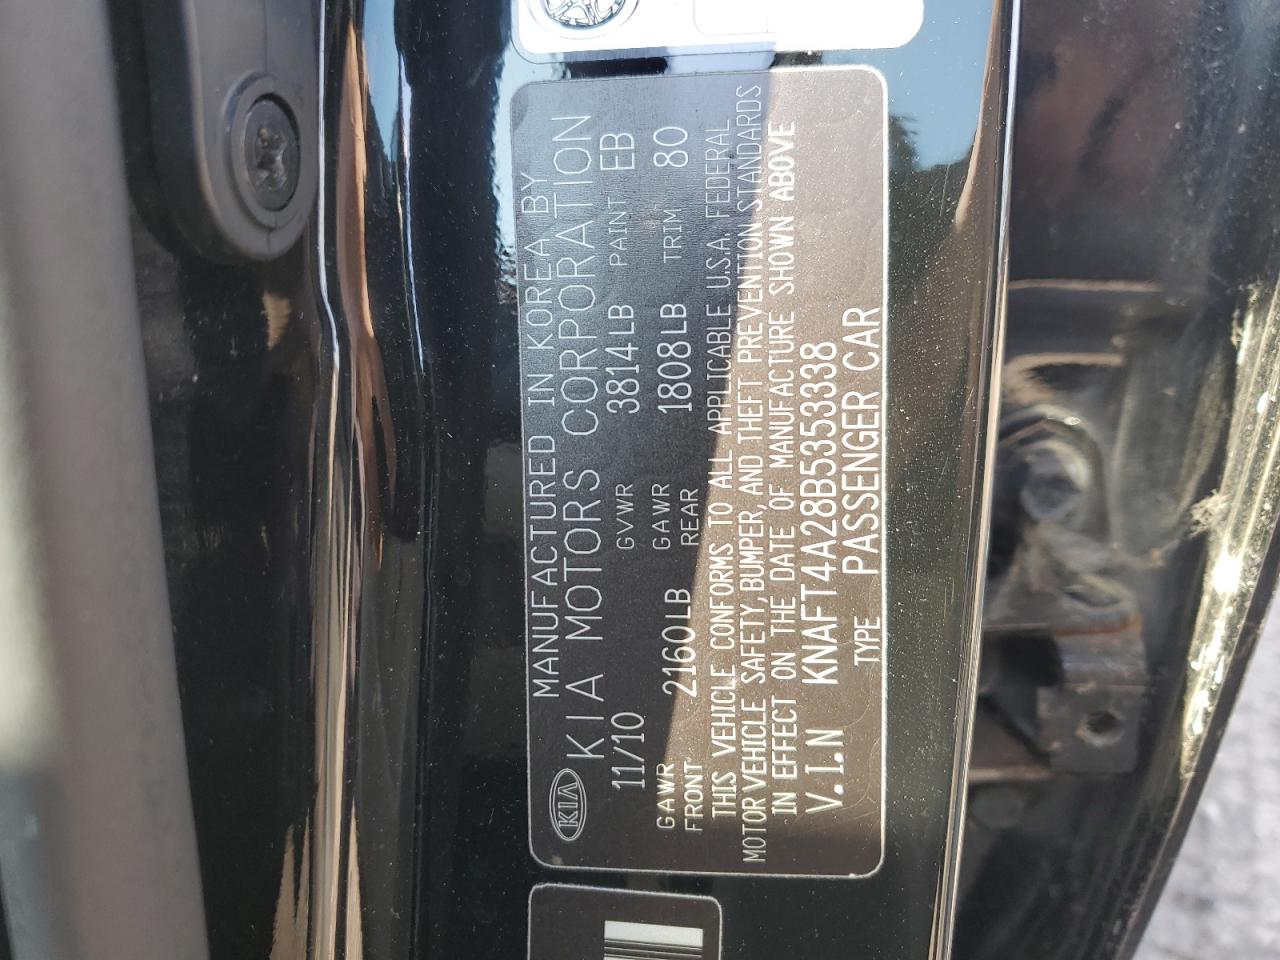 KIA MANUFACTURED IN KOREA BY
KIA MOTORS CORPORATION
11/10 GVWR 3814LB PAINT EB
GAWR FRONT 2160LB GAWR REAR 1808LB TRIM 80
THIS VEHICLE CONFORMS TO ALL APPLICABLE U.S.A. FEDERAL
MOTOR VEHICLE SAFETY, BUMPER, AND THEFT PREVENTION STANDARDS
IN EFFECT ON THE DATE OF MANUFACTURE SHOWN ABOVE
V.I.N KNAFT4A28B5353338
TYPE PASSENGER CAR